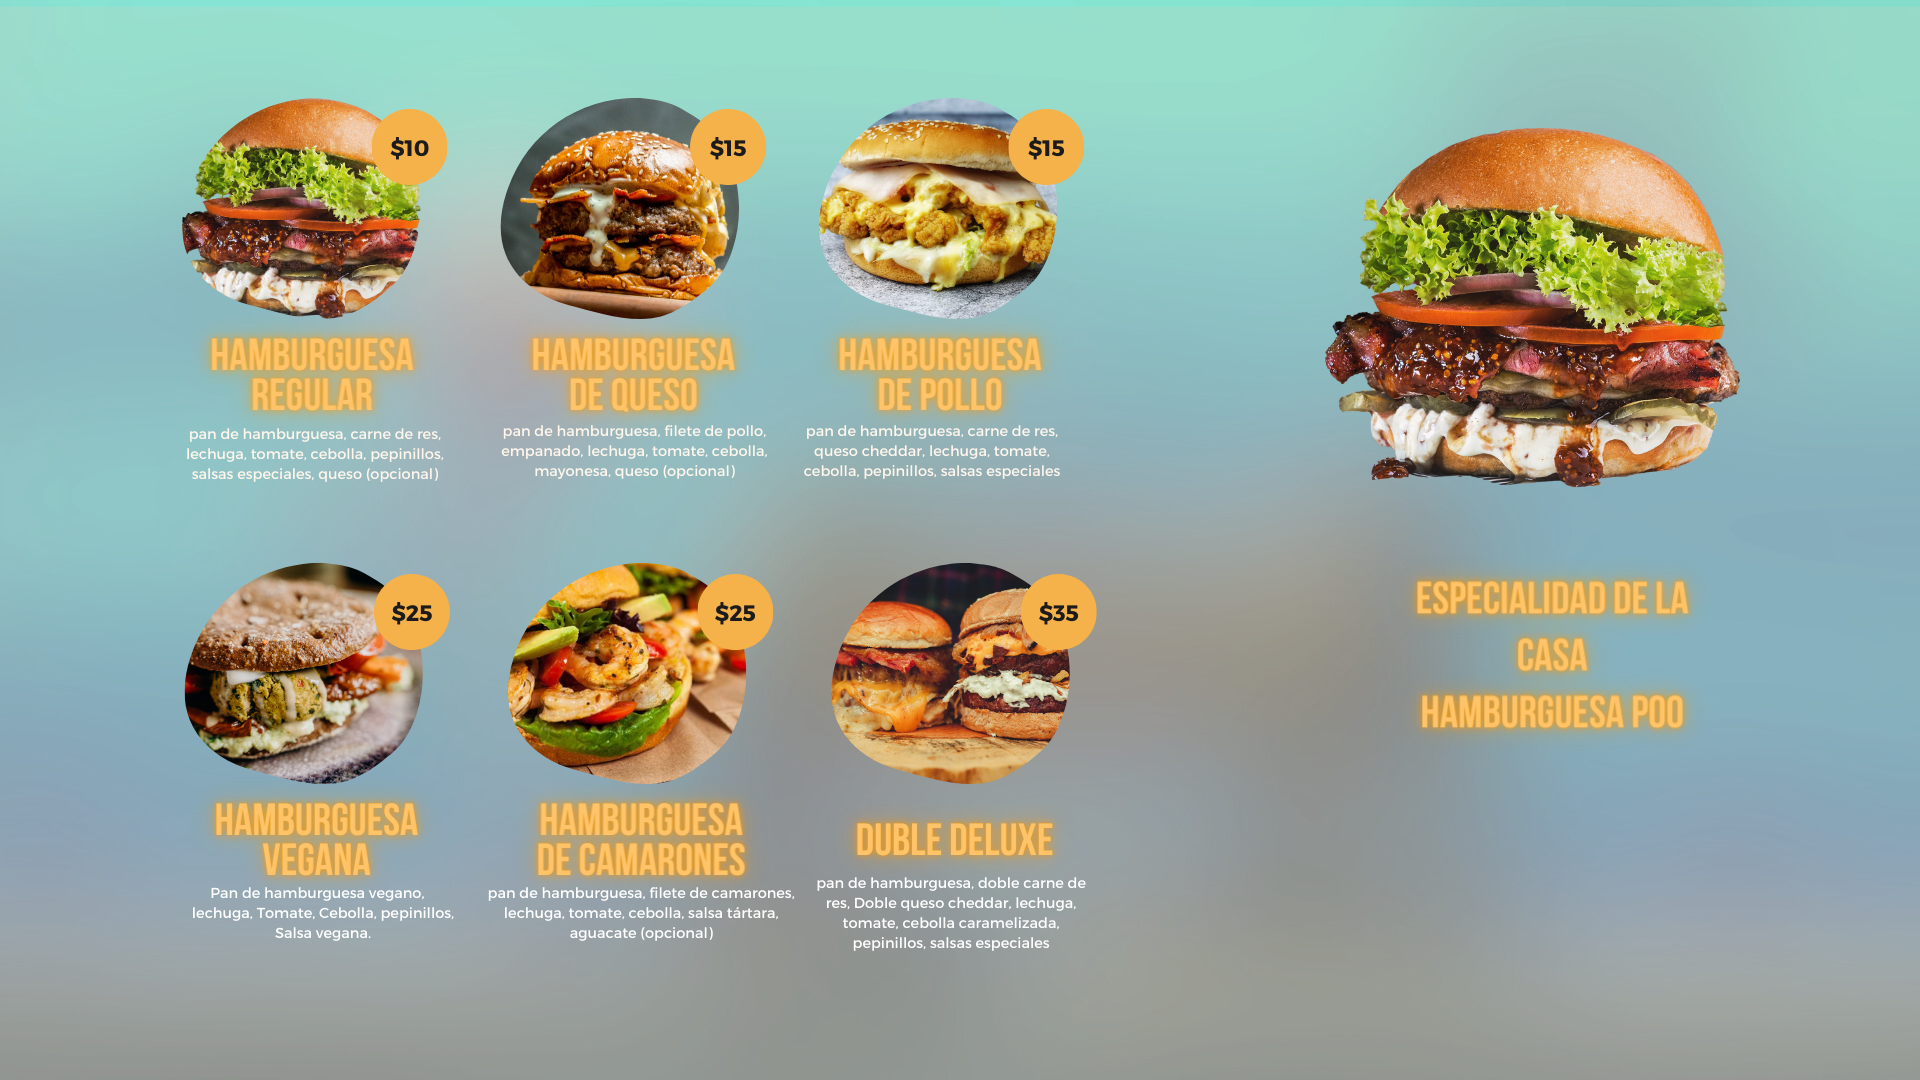 $10
HAMBURGUESA
REGULAR
pan de hamburguesa, carne de res,
lechuga, tomate, cebolla, pepinillos,
salsas especiales, queso (opcional)
$15
HAMBURGUESA
DE QUESO
pan de hamburguesa, filete de pollo,
empanado, lechuga, tomate, cebolla,
mayonesa, queso (opcional)
$15
HAMBURGUESA
DE POLLO
pan de hamburguesa, carne de res,
queso cheddar, lechuga, tomate,
cebolla, pepinillos, salsas especiales
$25
HAMBURGUESA
VEGANA
Pan de hamburguesa vegano,
lechuga, Tomate, Cebolla, pepinillos,
Salsa vegana.
$25
HAMBURGUESA
DE CAMARONES
pan de hamburguesa, filete de camarones,
lechuga, tomate, cebolla, salsa tártara,
aguacate (opcional)
$35
DUBLE DELUXE
pan de hamburguesa, doble carne de
res, Doble queso cheddar, lechuga,
tomate, cebolla caramelizada,
pepinillos, salsas especiales
ESPECIALIDAD DE LA
CASA
HAMBURGUESA POO